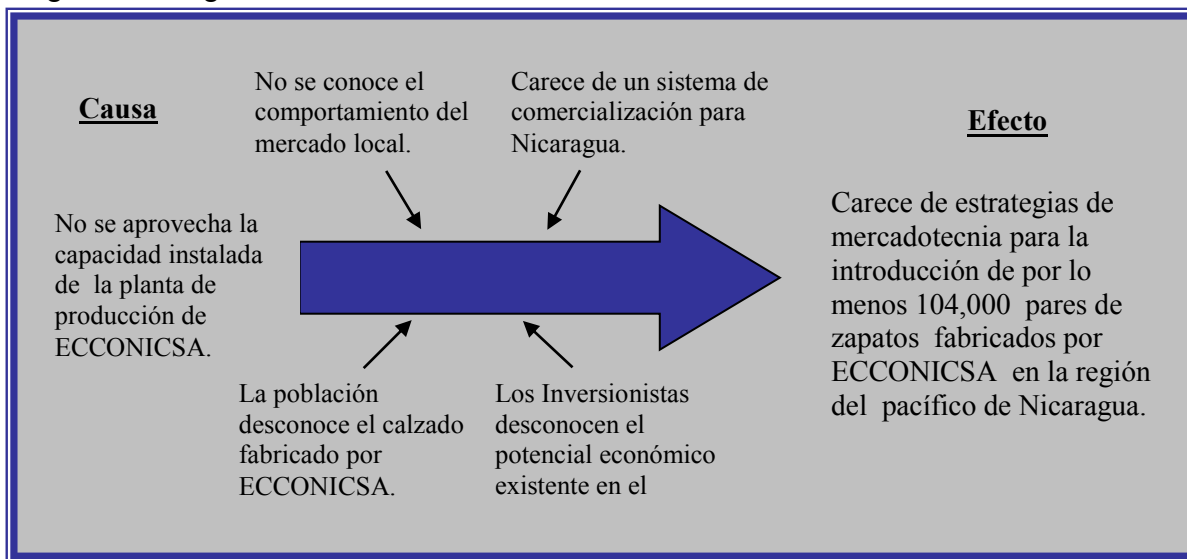 Causa
No se conoce el
comportamiento del
mercado local.
Carece de un sistema de
comercialización para
Nicaragua.
Efecto
No se aprovecha la
capacidad instalada
de la planta de
producción de
ECCONICSA.
Carece de estrategias de
mercadotecnia para la
introducción de por lo
menos 104,000 pares de
zapatos fabricados por
ECCONICSA en la región
del pacífico de Nicaragua.
La población
desconoce el calzado
fabricado por
ECCONICSA.
Los Inversionistas
desconocen el
potencial económico
existente en el